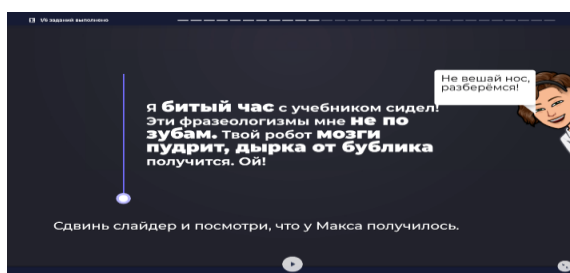 1/6 заданий выполнено
Не вешай нос,
разберёмся!
я битый час с учебником сидел!
Эти фразеологизмы мне не по
зубам. Твой робот мозги
пудрит, дырка от бублика
получится. Ой!
Сдвинь слайдер и посмотри, что у Макса получилось.